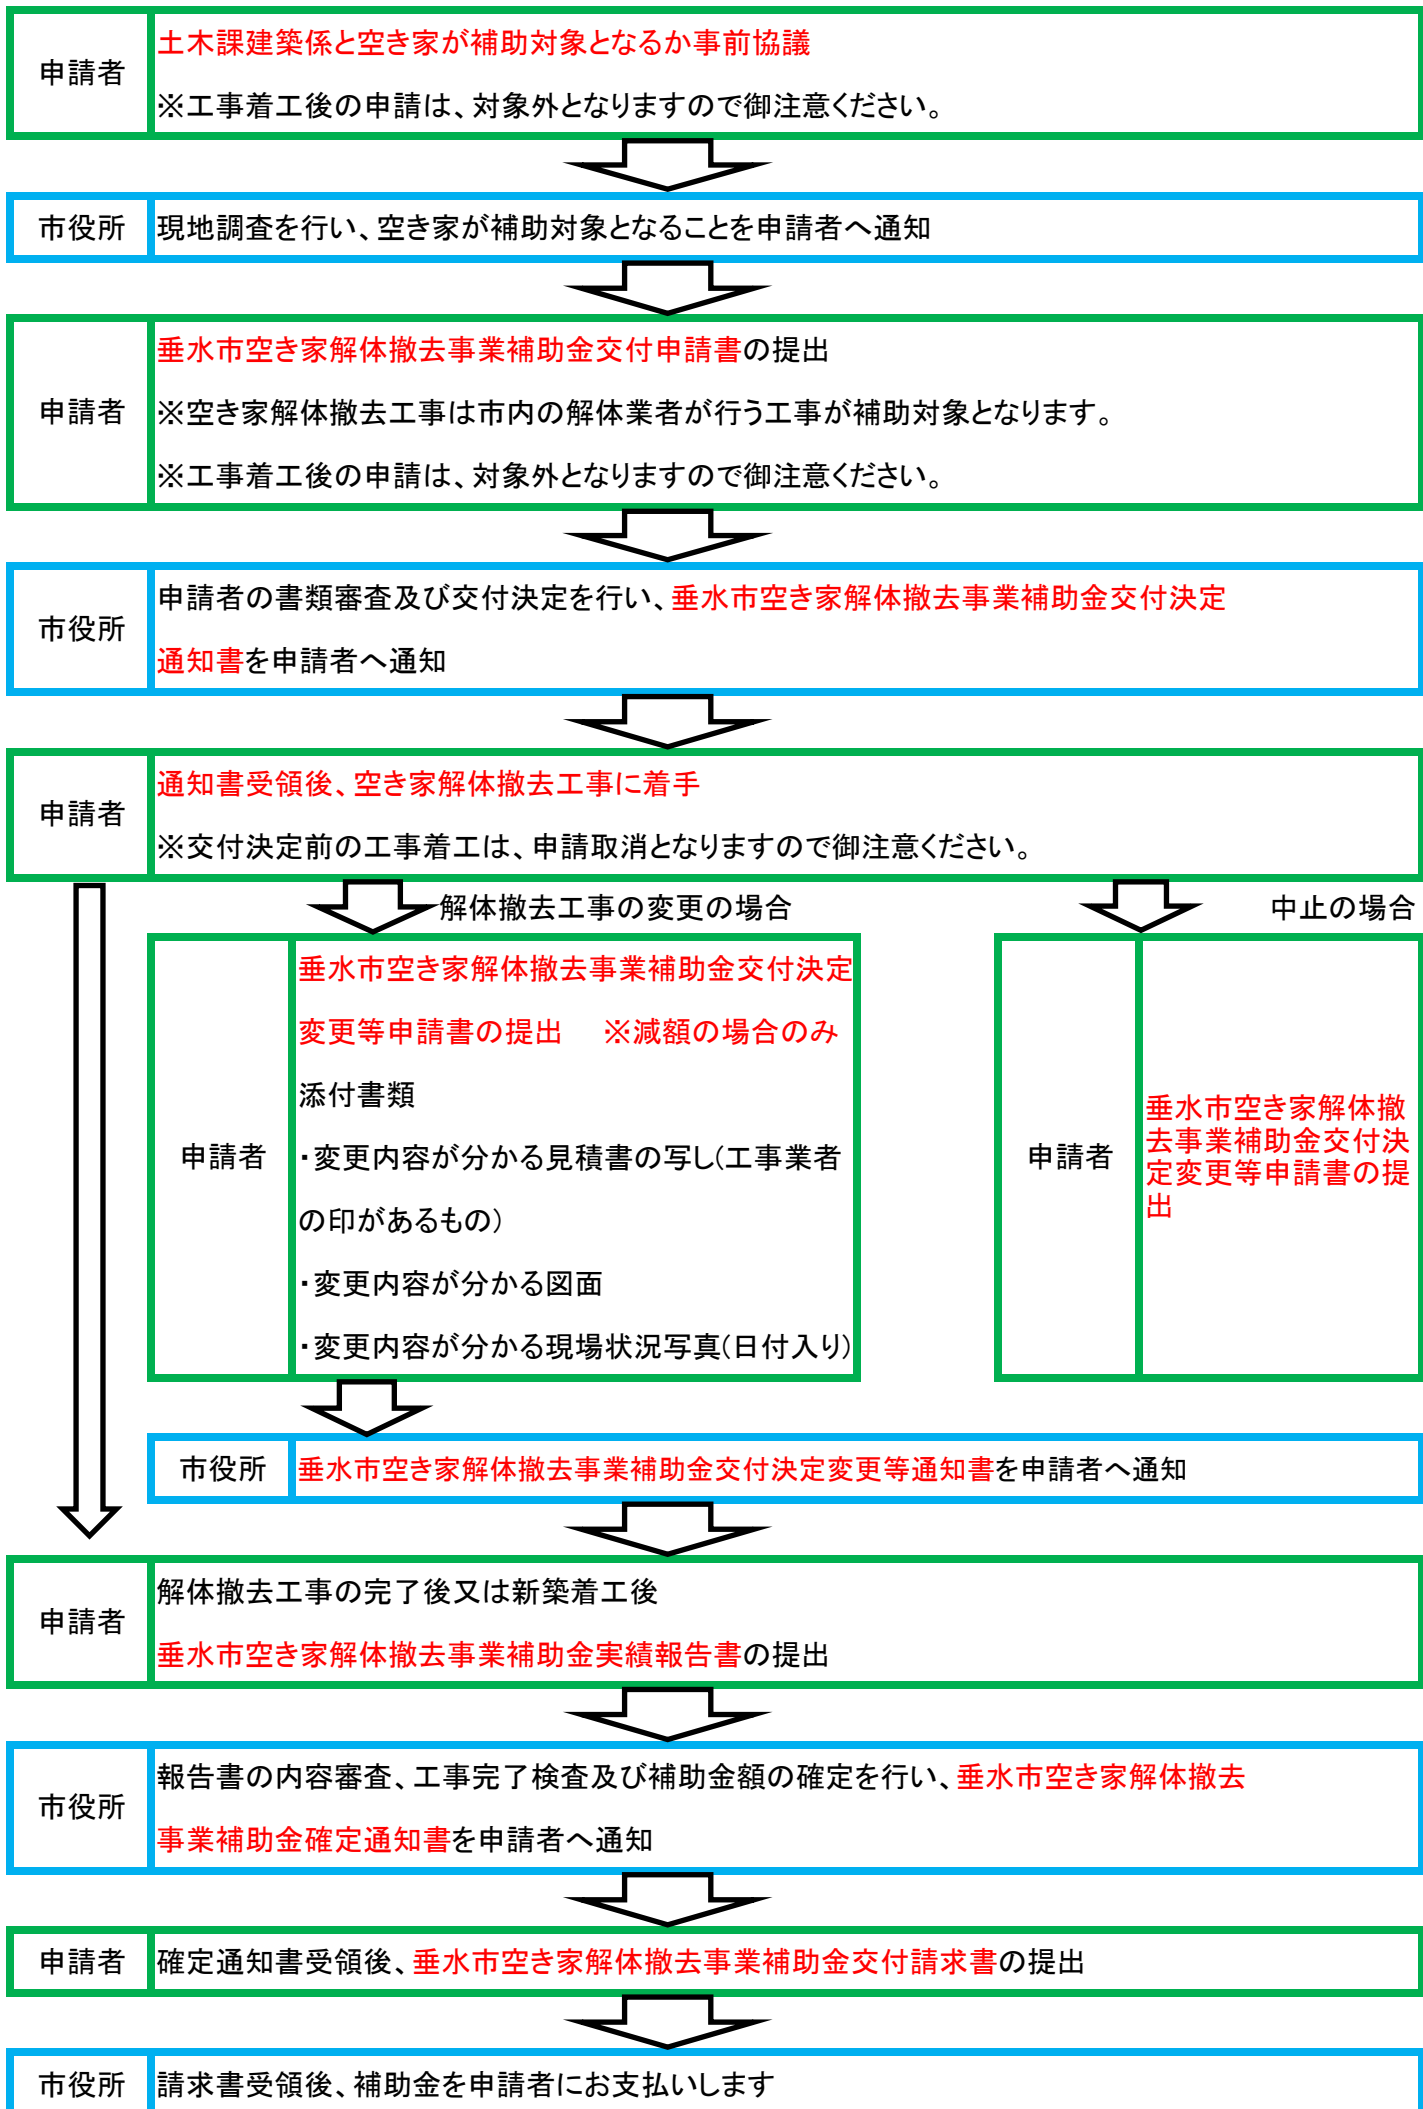 土木課建築係と空き家が補助対象となるか事前協議
申請者
※工事着工後の申請は、対象外となりますので御注意ください。
市役所
現地調査を行い、空き家が補助対象となることを申請者へ通知
垂水市空き家解体撤去事業補助金交付申請書の提出
申請者
※空き家解体撤去工事は市内の解体業者が行う工事が補助対象となります。
※工事着工後の申請は、対象外となりますので御注意ください。
申請者の書類審査及び交付決定を行い、垂水市空き家解体撤去事業補助金交付決定
市役所
通知書を申請者へ通知
通知書受領後、空き家解体撤去工事に着手
申請者
※交付決定前の工事着工は、申請取消となりますので御注意ください。
解体撤去工事の変更の場合
中止の場合
垂水市空き家解体撤去事業補助金交付決定
変更等申請書の提出　※減額の場合のみ
添付書類
申請者
・変更内容が分かる見積書の写し(工事業者
の印があるもの)
・変更内容が分かる図面
・変更内容が分かる現場状況写真(日付入り)
申請者
垂水市空き家解体撤
去事業補助金交付決
定変更等申請書の提
出
市役所
垂水市空き家解体撤去事業補助金交付決定変更等通知書を申請者へ通知
解体撤去工事の完了後又は新築着工後
申請者
垂水市空き家解体撤去事業補助金実績報告書の提出
報告書の内容審査、工事完了検査及び補助金額の確定を行い、垂水市空き家解体撤去
市役所
事業補助金確定通知書を申請者へ通知
申請者
確定通知書受領後、垂水市空き家解体撤去事業補助金交付請求書の提出
市役所
請求書受領後、補助金を申請者にお支払いします